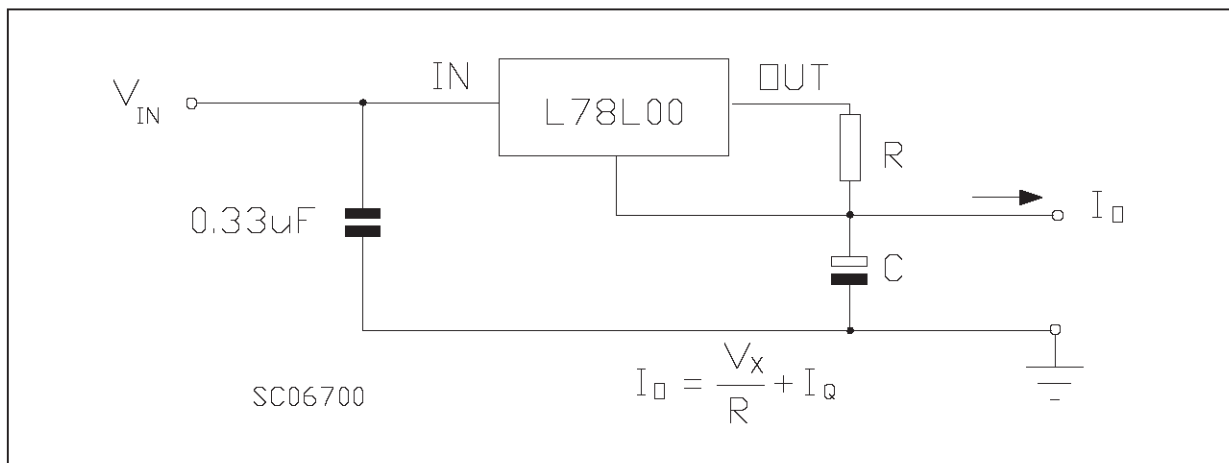 V_IN
IN
L78L00
OUT
R
0.33uF
I_O
C
I_O = V_X/R + I_Q
SC06700